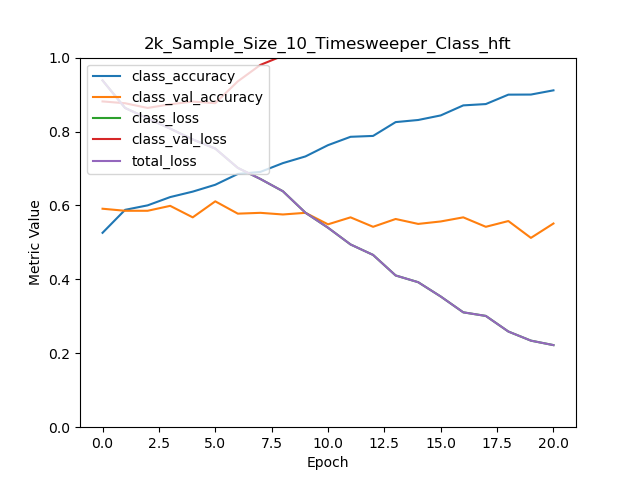 2k_Sample_Size_10_Timesweeper_Class_hft
1.0
0.8
0.6
0.4
0.2
0.0
Metric Value
class_accuracy
class_val_accuracy
class_loss
class_val_loss
total_loss
0.0 2.5 5.0 7.5 10.0 12.5 15.0 17.5 20.0
Epoch